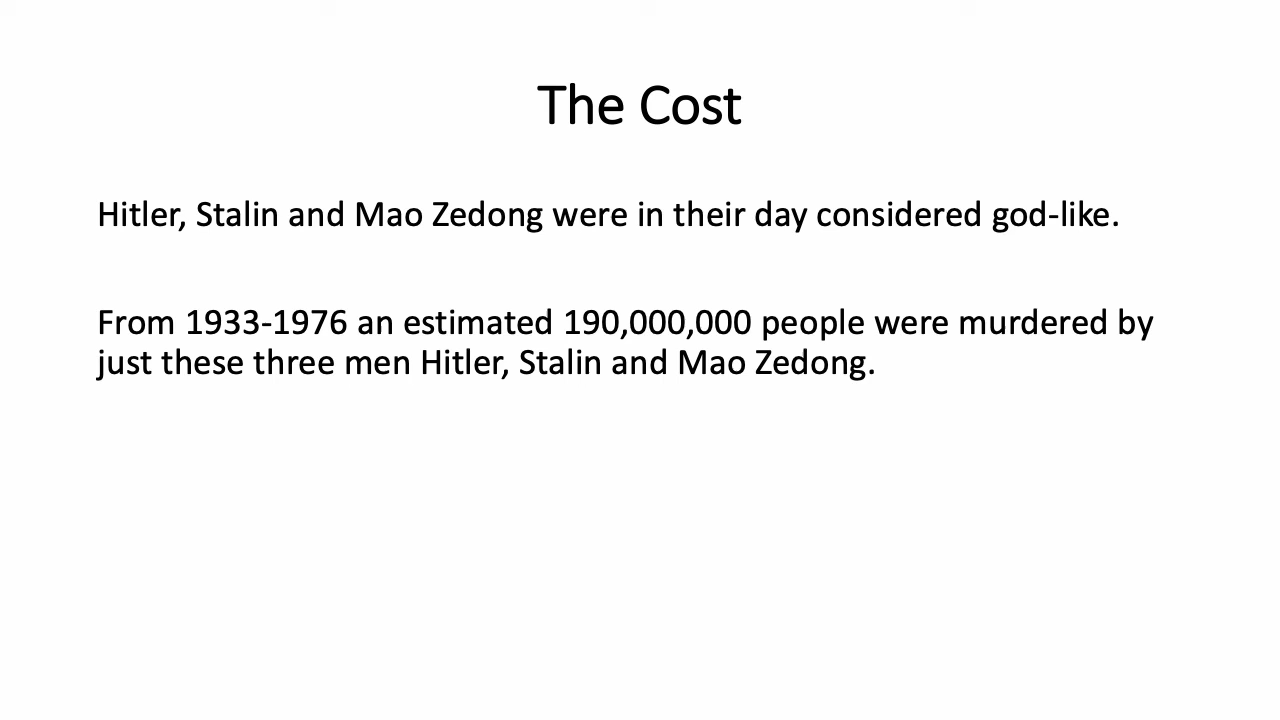 The Cost
Hitler, Stalin and Mao Zedong were in their day considered god-like.
From 1933-1976 an estimated 190,000,000 people were murdered by
just these three men Hitler, Stalin and Mao Zedong.